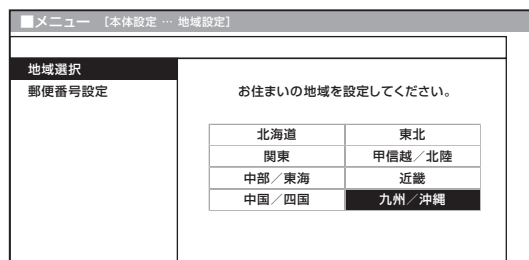 ■メニュー ［本体設定 … 地域設定］
地域選択
郵便番号設定
お住まいの地域を設定してください。
北海道 東北
関東 甲信越／北陸
中部／東海 近畿
中国／四国 九州／沖縄